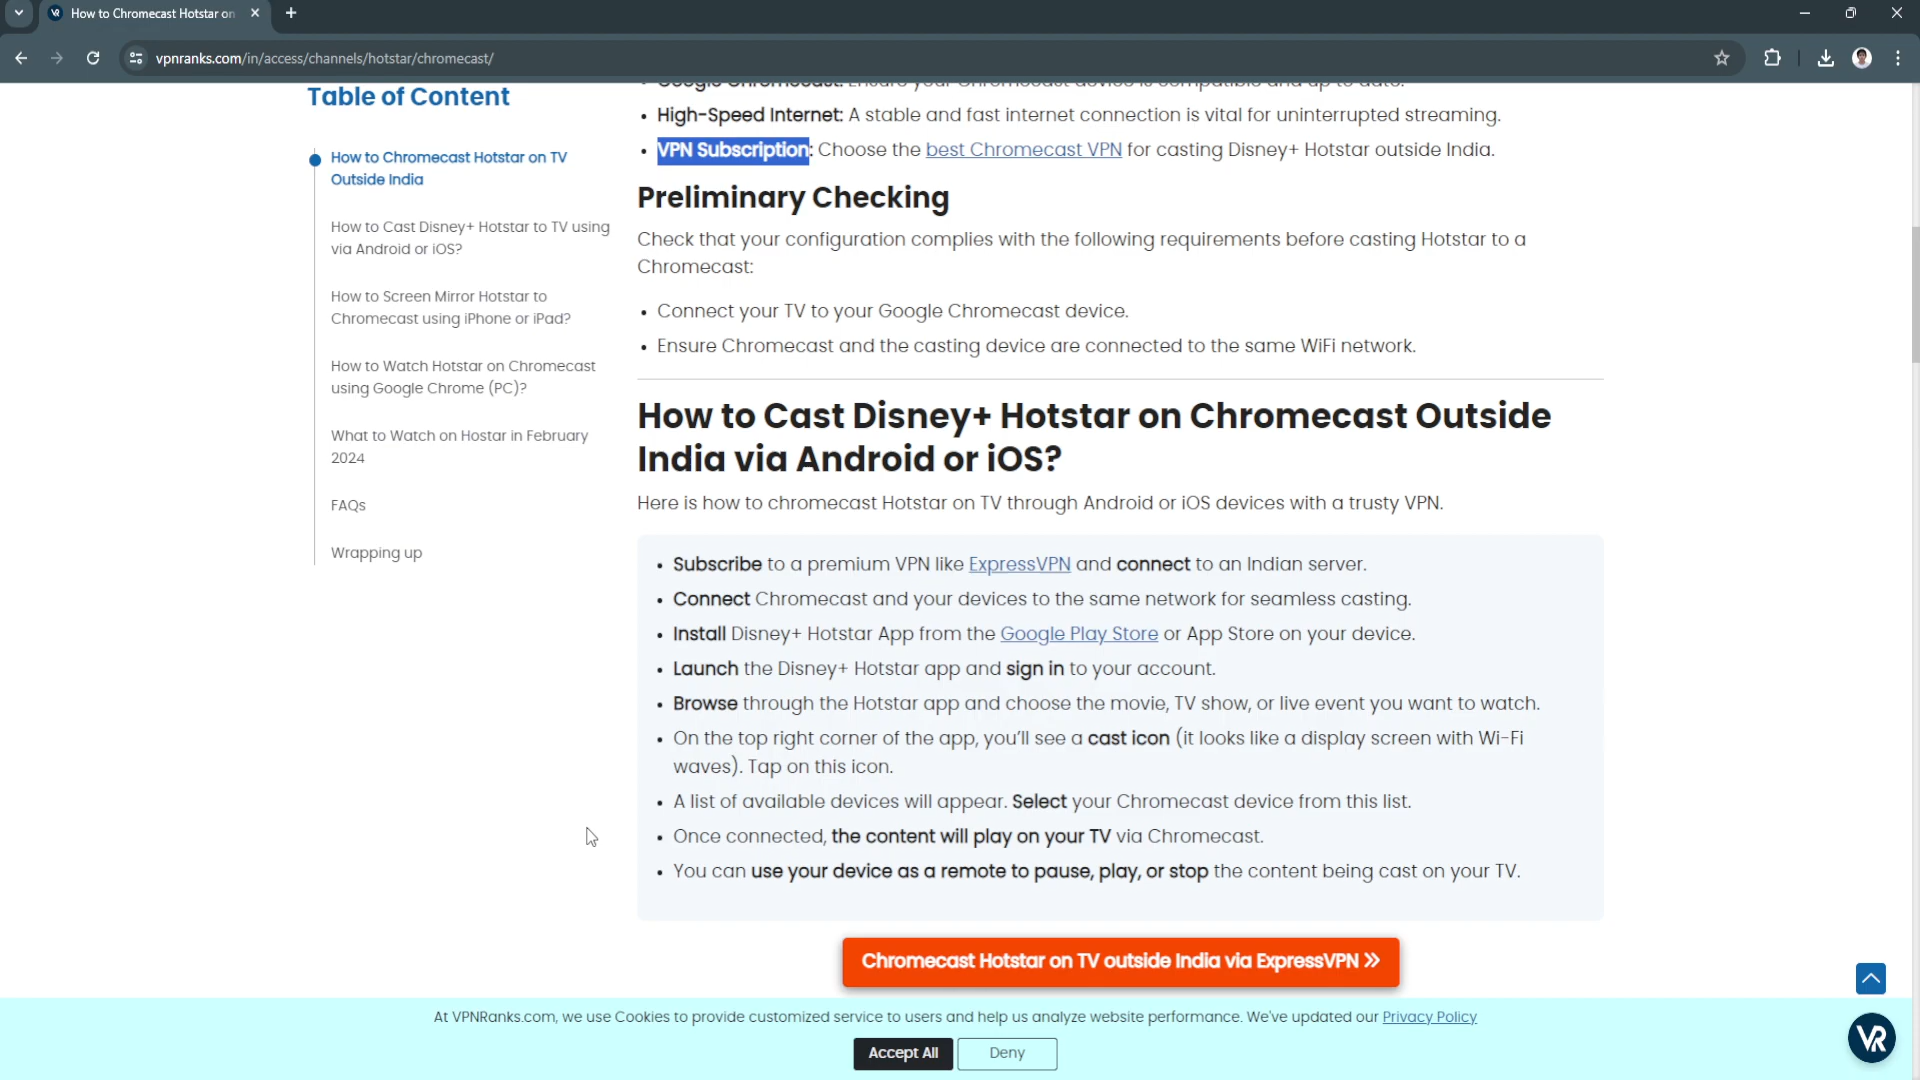 How to Chromecast Hotstar on
vpnranks.com/in/access/channels/hotstar/chromecast/
Table of Content
How to Chromecast Hotstar on TV
Outside India
How to Cast Disney+ Hotstar to TV using
via Android or iOS?
How to Screen Mirror Hotstar to
Chromecast using iPhone or iPad?
How to Watch Hotstar on Chromecast
using Google Chrome (PC)?
What to Watch on Hostar in February
2024
FAQs
Wrapping up
Google Chromecast: Ensure your Chromecast device is compatible and up to date.
High-Speed Internet: A stable and fast internet connection is vital for uninterrupted streaming.
VPN Subscription: Choose the best Chromecast VPN for casting Disney+ Hotstar outside India.
Preliminary Checking
Check that your configuration complies with the following requirements before casting Hotstar to a
Chromecast:
Connect your TV to your Google Chromecast device.
Ensure Chromecast and the casting device are connected to the same WiFi network.
How to Cast Disney+ Hotstar on Chromecast Outside
India via Android or iOS?
Here is how to chromecast Hotstar on TV through Android or iOS devices with a trusty VPN.
Subscribe to a premium VPN like ExpressVPN and connect to an Indian server.
Connect Chromecast and your devices to the same network for seamless casting.
Install Disney+ Hotstar App from the Google Play Store or App Store on your device.
Launch the Disney+ Hotstar app and sign in to your account.
Browse through the Hotstar app and choose the movie, TV show, or live event you want to watch.
On the top right corner of the app, you'll see a cast icon (it looks like a display screen with Wi-Fi
waves). Tap on this icon.
A list of available devices will appear. Select your Chromecast device from this list.
Once connected, the content will play on your TV via Chromecast.
You can use your device as a remote to pause, play, or stop the content being cast on your TV.
Chromecast Hotstar on TV outside India via ExpressVPN »
At VPNRanks.com, we use Cookies to provide customized service to users and help us analyze website performance. We've updated our Privacy Policy
Accept All
Deny
VR